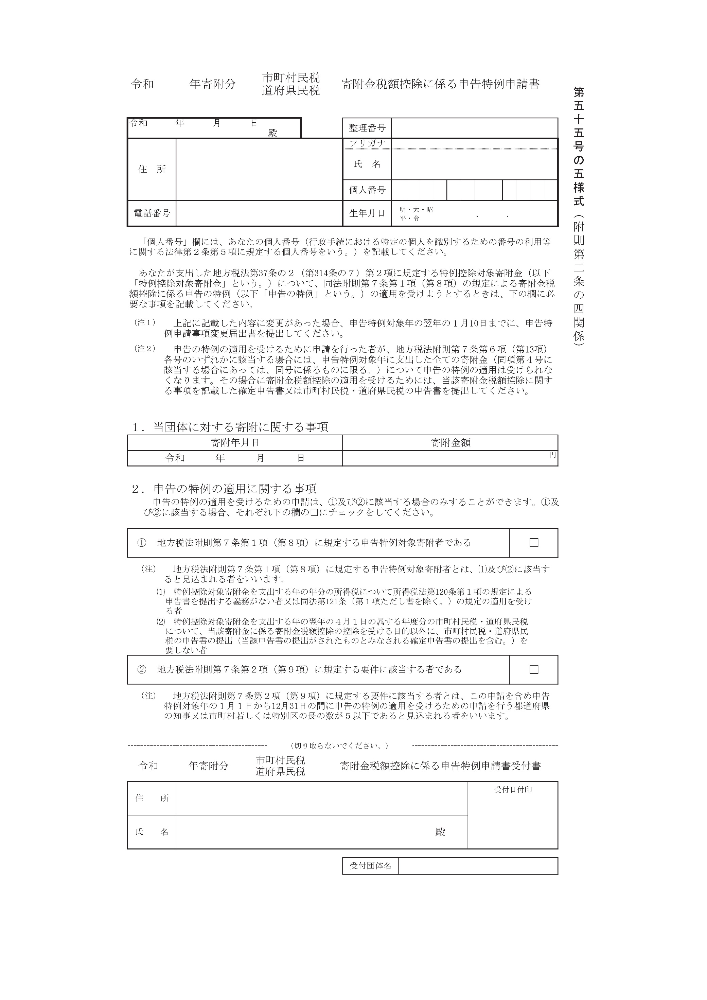 令和　　　年寄附分　　市町村民税　　寄附金税額控除に係る申告特例申請書
道府県民税
第五十五号の五様式（附則第二条の四関係）
令和　　　年　　　月　　　日
殿
整理番号
フリガナ
住　所
氏　名
個人番号
電話番号
生年月日
明・大・昭
平・令
．　　．
「個人番号」欄には、あなたの個人番号（行政手続における特定の個人を識別するための番号の利用等
に関する法律第２条第５項に規定する個人番号をいう。）を記載してください。
あなたが支出した地方税法第37条の２（第314条の７）第２項に規定する特例控除対象寄附金（以下
「特例控除対象寄附金」という。）について、同法附則第７条第１項（第８項）の規定による寄附金税
額控除に係る申告の特例（以下「申告の特例」という。）の適用を受けようとするときは、下の欄に必
要な事項を記載してください。
（注１）　上記に記載した内容に変更があった場合、申告特例対象年の翌年の１月10日までに、申告特
例申請事項変更届出書を提出してください。
（注２）　申告の特例の適用を受けるために申請を行った者が、地方税法附則第７条第６項（第13項）
各号のいずれかに該当する場合には、申告特例対象年に支出した全ての寄附金（同項第４号に
該当する場合にあっては、同号に係るものに限る。）について申告の特例の適用は受けられな
くなります。その場合に寄附金税額控除の適用を受けるためには、当該寄附金税額控除に関す
る事項を記載した確定申告書又は市町村民税・道府県民税の申告書を提出してください。
１．当団体に対する寄附に関する事項
寄附年月日　　寄附金額
令和　　　年　　　月　　　日　　円
２．申告の特例の適用に関する事項
申告の特例の適用を受けるための申請は、①及び②に該当する場合のみすることができます。①及
び②に該当する場合、それぞれ下の欄の□にチェックをしてください。
①　地方税法附則第７条第１項（第８項）に規定する申告特例対象寄附者である　　□
（注）　地方税法附則第７条第１項（第８項）に規定する申告特例対象寄附者とは、⑴及び⑵に該当す
ると見込まれる者をいいます。
⑴　特例控除対象寄附金を支出する年の年分の所得税について所得税法第120条第１項の規定による
申告書を提出する義務がない者又は同法第121条（第１項ただし書を除く。）の規定の適用を受け
る者
⑵　特例控除対象寄附金を支出する年の翌年の４月１日の属する年度分の市町村民税・道府県民税
について、当該寄附金に係る寄附金税額控除の控除を受ける目的以外に、市町村民税・道府県民
税の申告書の提出（当該申告書の提出がされたものとみなされる確定申告書の提出を含む。）を
要しない者
②　地方税法附則第７条第２項（第９項）に規定する要件に該当する者である　　□
（注）　地方税法附則第７条第２項（第９項）に規定する要件に該当する者とは、この申請を含め申告
特例対象年の１月１日から12月31日の間に申告の特例の適用を受けるための申請を行う都道府県
の知事又は市町村若しくは特別区の長の数が５以下であると見込まれる者をいいます。
（切り取らないでください。）
令和　　　年寄附分　　市町村民税　　寄附金税額控除に係る申告特例申請書受付書
道府県民税
住　所
受付日付印
氏　名　　殿
受付団体名